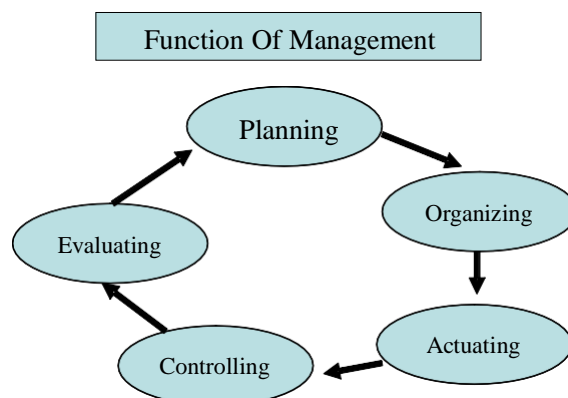 Function Of Management
Planning
Organizing
Actuating
Controlling
Evaluating